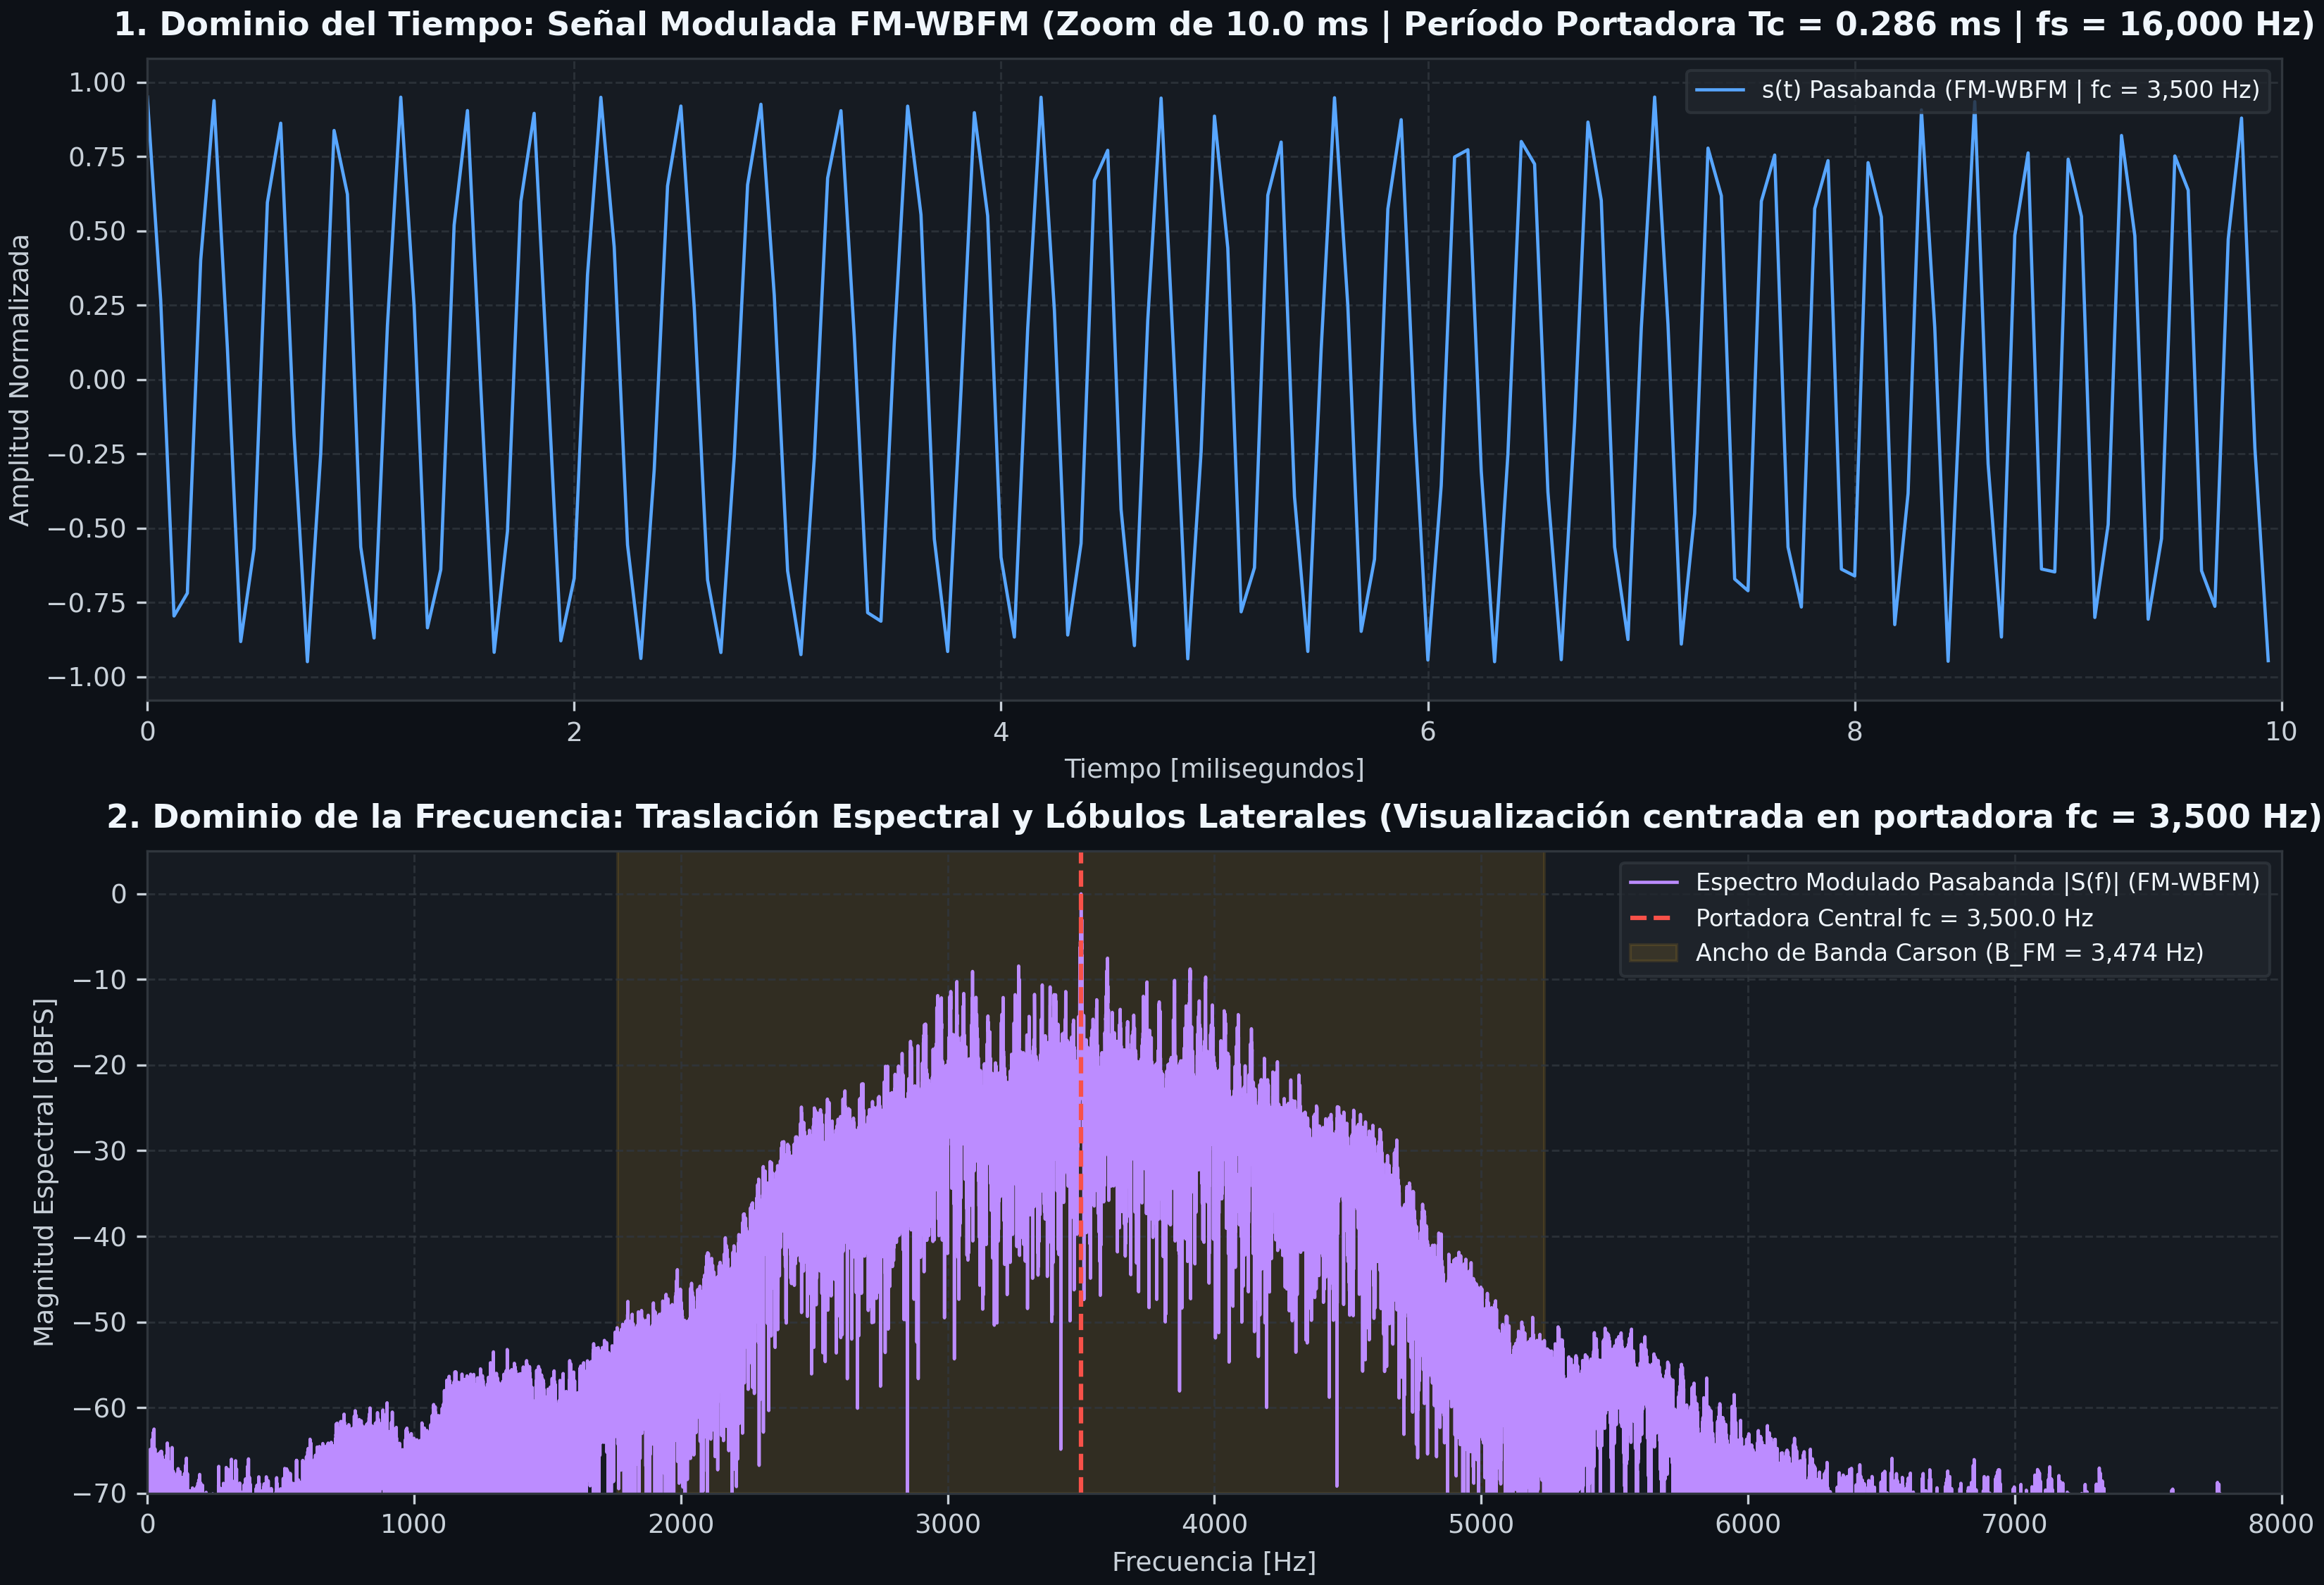 1. Dominio del Tiempo: Señal Modulada FM-WBFM (Zoom de 10.0 ms | Período Portadora Tc = 0.286 ms | fs = 16,000 Hz)
s(t) Pasabanda (FM-WBFM | fc = 3,500 Hz)
Amplitud Normalizada
1.00
0.75
0.50
0.25
0.00
−0.25
−0.50
−0.75
−1.00
0 2 4 6 8 10
Tiempo [milisegundos]
2. Dominio de la Frecuencia: Traslación Espectral y Lóbulos Laterales (Visualización centrada en portadora fc = 3,500 Hz)
Espectro Modulado Pasabanda |S(f)| (FM-WBFM)
Portadora Central fc = 3,500.0 Hz
Ancho de Banda Carson (B_FM = 3,474 Hz)
Magnitud Espectral [dBFS]
0
−10
−20
−30
−40
−50
−60
−70
0 1000 2000 3000 4000 5000 6000 7000 8000
Frecuencia [Hz]